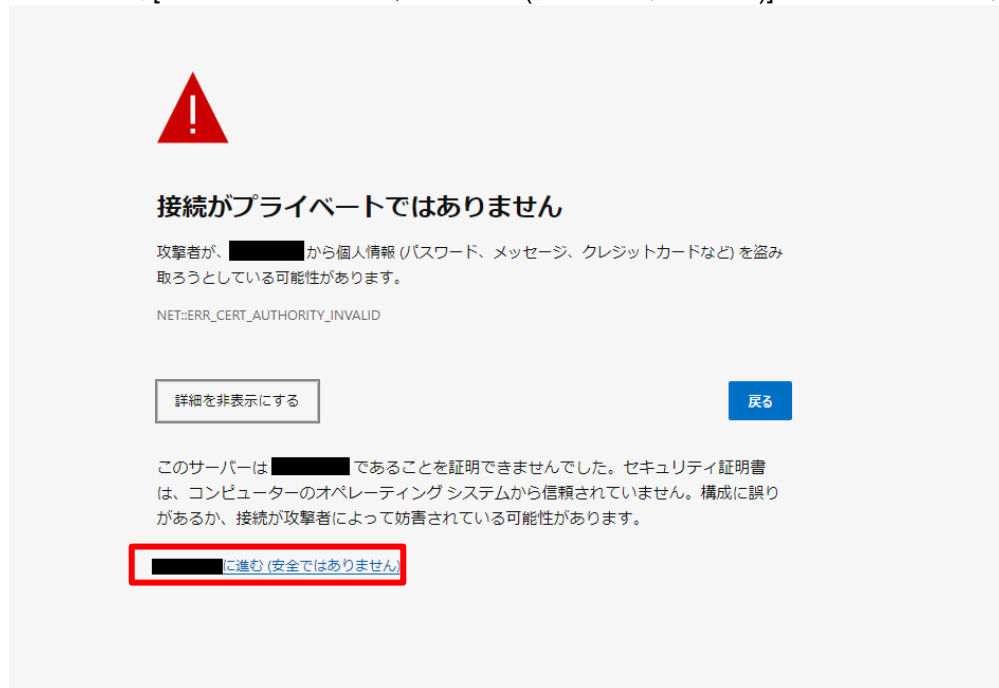 接続がプライベートではありません
攻撃者が、から個人情報 (パスワード、メッセージ、クレジットカードなど) を盗み
取ろうとしている可能性があります。
NET::ERR_CERT_AUTHORITY_INVALID
詳細を非表示にする
戻る
このサーバーはであることを証明できませんでした。セキュリティ証明書
は、コンピューターのオペレーティング システムから信頼されていません。構成に誤り
があるか、接続が攻撃者によって妨害されている可能性があります。
に進む (安全ではありません)